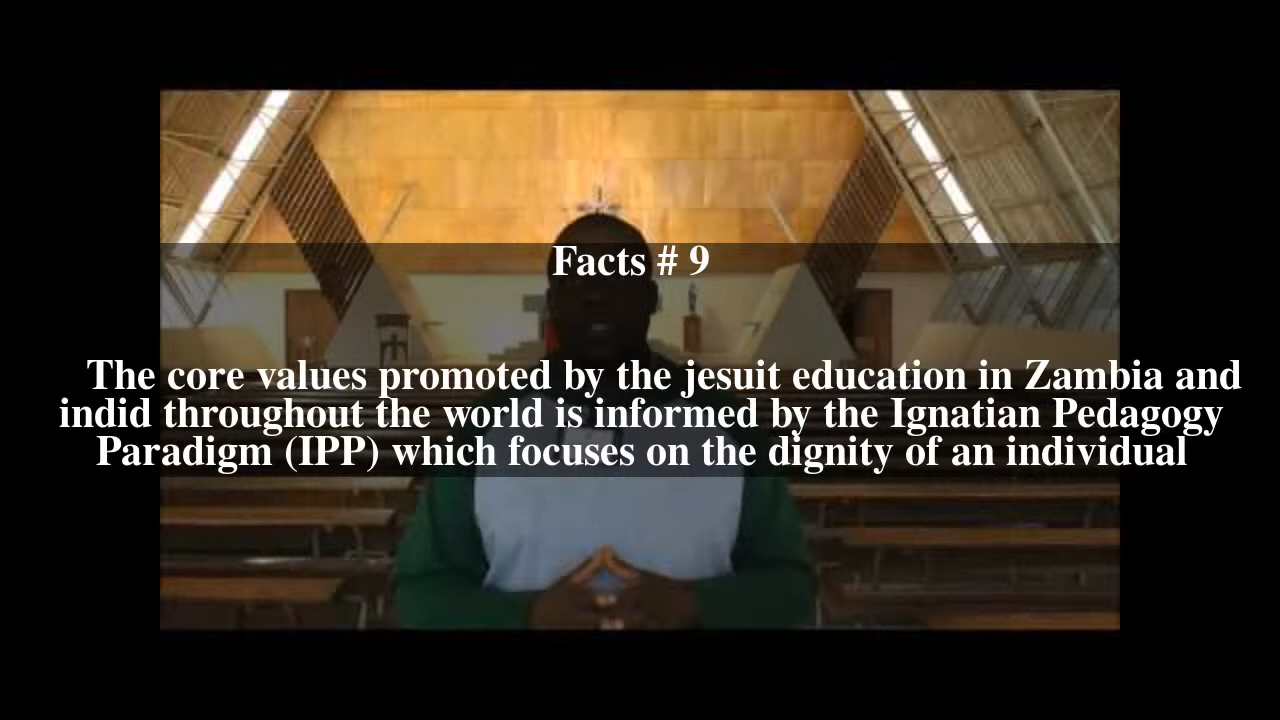 Facts # 9
The core values promoted by the jesuit education in Zambia and
indid throughout the world is informed by the Ignatian Pedagogy
Paradigm (IPP) which focuses on the dignity of an individual